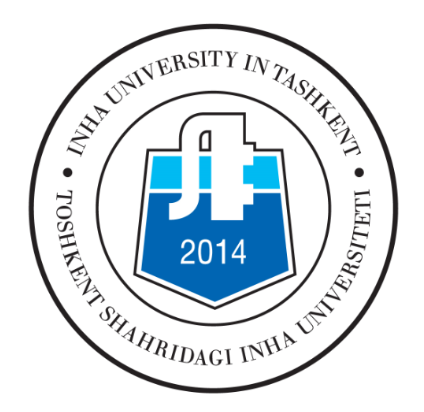 INHA UNIVERSITY IN TASHKENT
2014
TOSHKENT SHAHRIDAGI INHA UNIVERSITETI